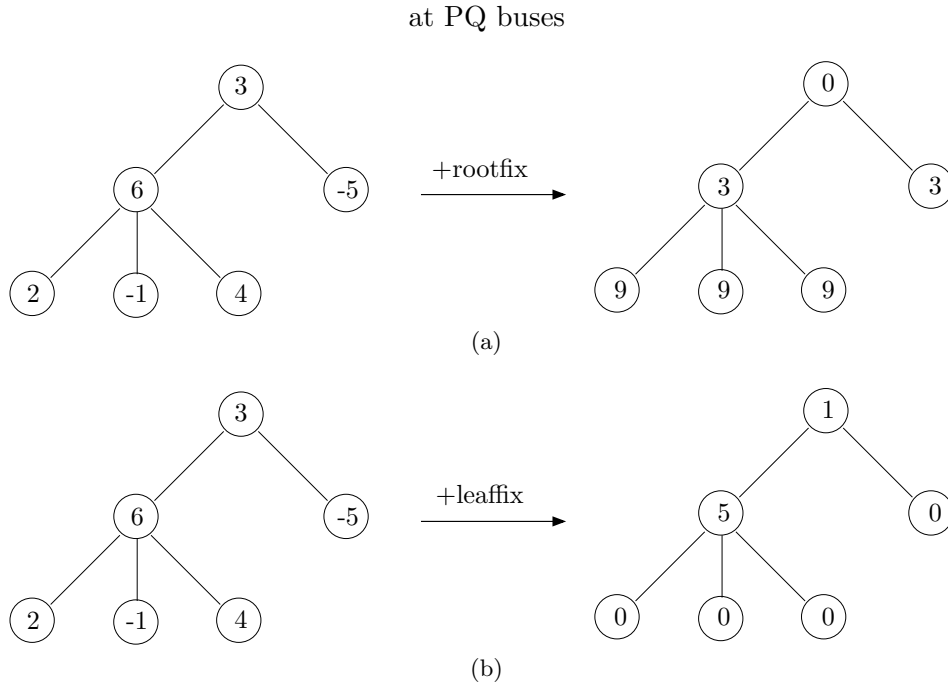 at PQ buses
3 0
6 -5 +rootfix 3 3
2 -1 4 9 9 9
(a)
3 1
6 -5 +leaffix 5 0
2 -1 4 0 0 0
(b)